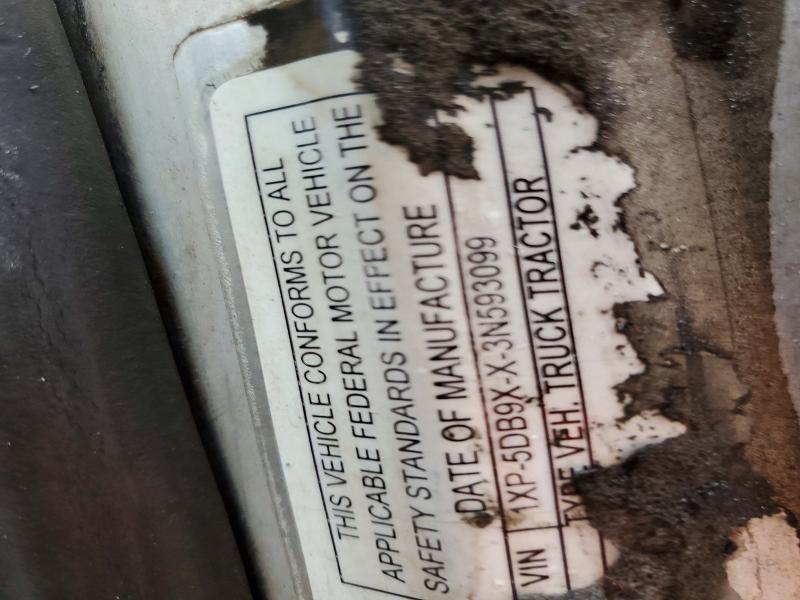 THIS VEHICLE CONFORMS TO ALL
APPLICABLE FEDERAL MOTOR VEHICLE
SAFETY STANDARDS IN EFFECT ON THE
DATE OF MANUFACTURE
VIN 1XP-5DB9X-X-3N593099
TYPE VEH. TRUCK TRACTOR